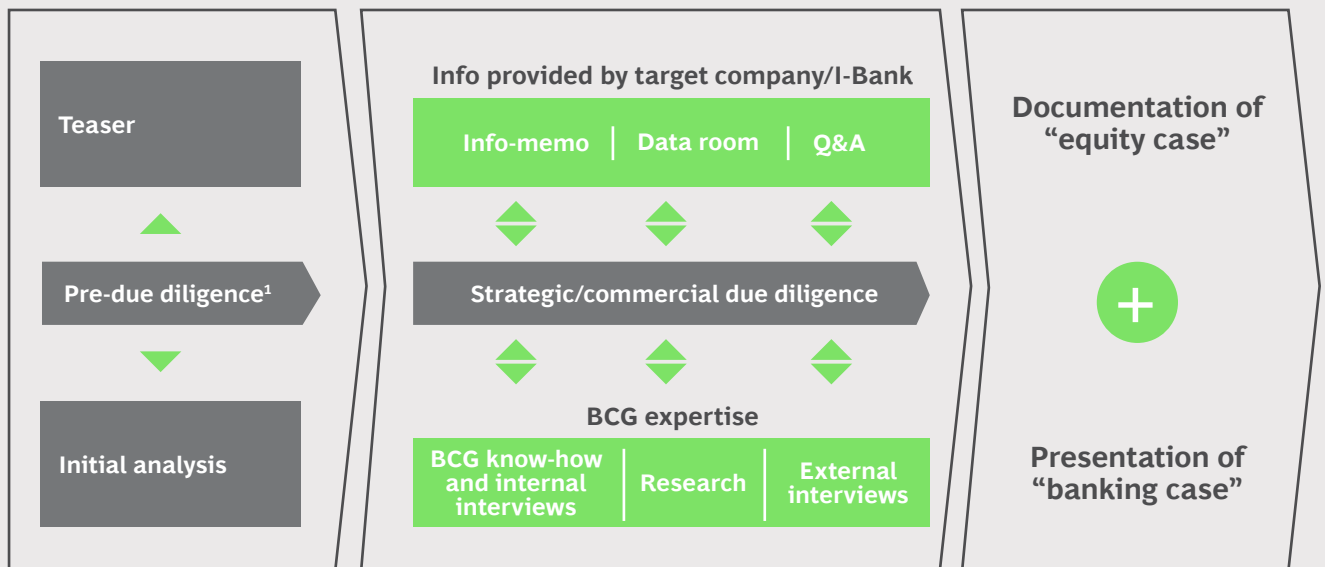 Teaser
Pre-due diligence¹
Initial analysis
Info provided by target company/I-Bank
Info-memo
Data room
Q&A
Strategic/commercial due diligence
BCG expertise
BCG know-how
and internal
interviews
Research
External
interviews
Documentation of
“equity case”
+
Presentation of
“banking case”